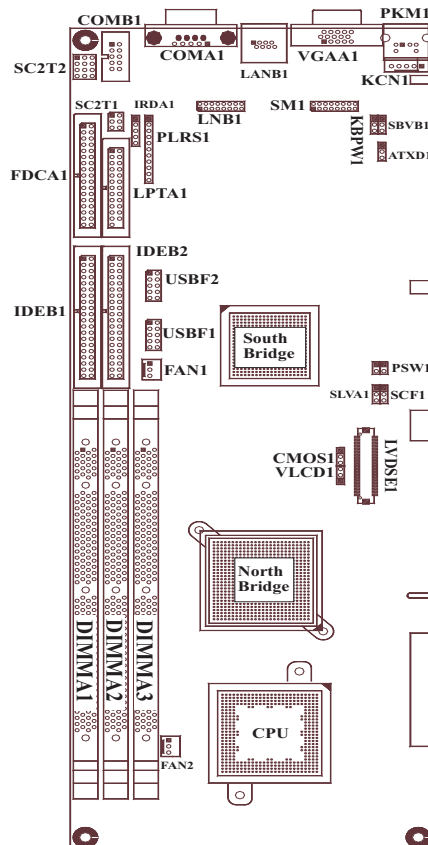 COMB1
PKM1
COMA1
LANB1
VGAA1
SC2T2
KCN1
SC2T1
IRDA1
LNB1
SM1
KBPW1
SBVB1
PLRS1
ATXD1
FDCA1
LPTA1
IDEB2
USBF2
IDEB1
USBF1
South
Bridge
FAN1
PSW1
SLVA1
SCF1
CMOS1
VLCD1
LVDSE1
North
Bridge
DIMMA1
DIMMA2
DIMMA3
CPU
FAN2